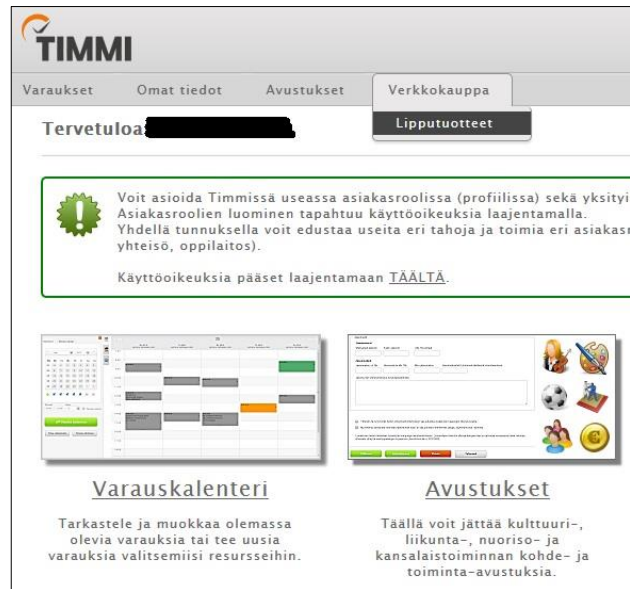 TIMMI
Varaukset Omat tiedot Avustukset Verkkokauppa
Lipputuotteet
Tervetuloa
Voit asioida Timmissä useassa asiakasroolissa (profiilissa) sekä yksityi
Asiakasroolien luominen tapahtuu käyttöoikeuksia laajentamalla.
Yhdellä tunnuksella voit edustaa useita eri tahoja ja toimia eri asiakasr
yhteisö, oppilaitos).
Käyttöoikeuksia pääset laajentamaan TÄÄLTÄ.
Varauskalenteri
Tarkastele ja muokkaa olemassa
olevia varauksia tai tee uusia
varauksia valitsemiisi resursseihin.
Avustukset
Täällä voit jättää kulttuuri-,
liikunta-, nuoriso- ja
kansalaistoiminnan kohde- ja
toiminta-avustuksia.